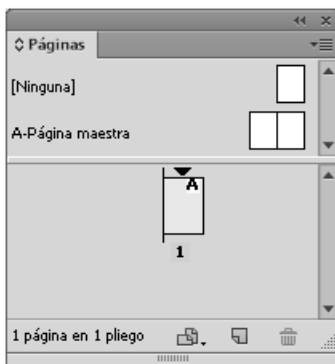 Páginas
[Ninguna]
A-Página maestra
A
1
1 página en 1 pliego